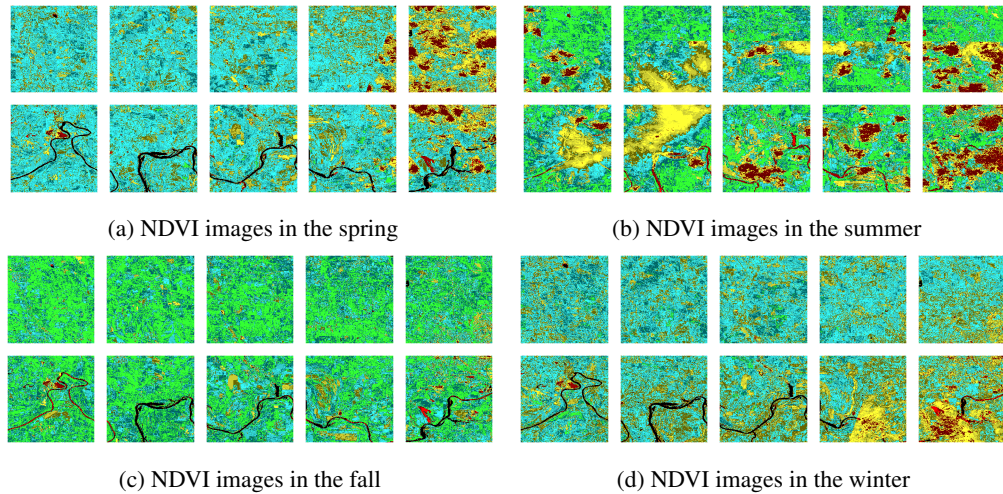 (a) NDVI images in the spring
(b) NDVI images in the summer
(c) NDVI images in the fall
(d) NDVI images in the winter